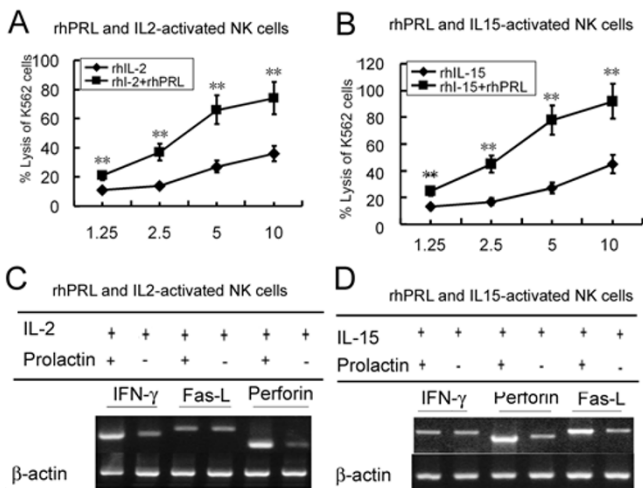 A
rhPRL and IL2-activated NK cells
% Lysis of K562 cells
100
80
60
40
20
0
rhIL-2
rhI-2+rhPRL
**
**
**
**
1.25 2.5 5 10
B
rhPRL and IL15-activated NK cells
% Lysis of K562 cells
120
100
80
60
40
20
0
rhIL-15
rhI-15+rhPRL
**
**
**
**
1.25 2.5 5 10
C
rhPRL and IL2-activated NK cells
IL-2 + + + + + +
Prolactin + - + - + -
IFN-γ Fas-L Perforin
β-actin
D
rhPRL and IL15-activated NK cells
IL-15 + + + + + +
Prolactin + - + - + -
IFN-γ Perforin Fas-L
β-actin